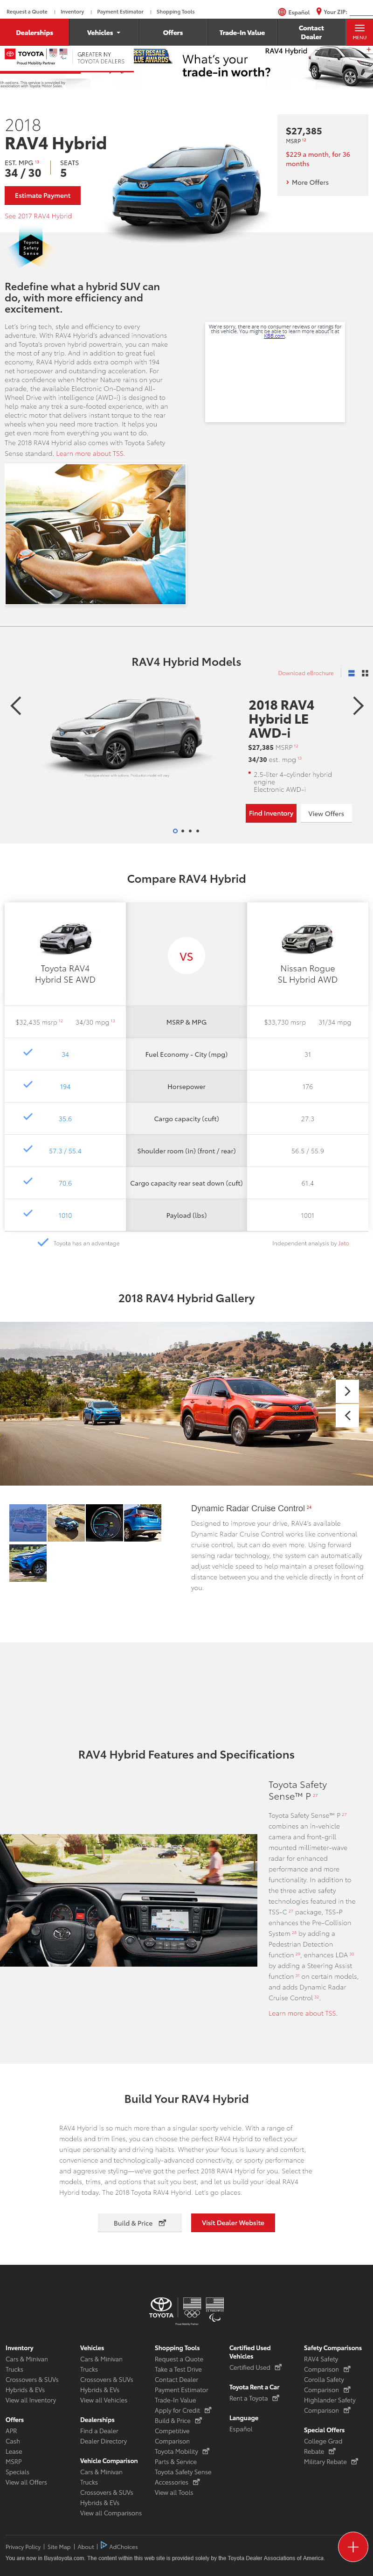 Request a Quote | Inventory | Payment Estimator | Shopping Tools
Español Your ZIP:
Dealerships Vehicles Offers Trade-In Value Contact Dealer MENU
TOYOTA GREATER NY TOYOTA DEALERS
What's your
trade-in worth?
RAV4 Hybrid
2018
RAV4 Hybrid
EST. MPG 13 SEATS
34 / 30 5
Estimate Payment
See 2017 RAV4 Hybrid
$27,385
MSRP 12
$229 a month, for 36
months
More Offers
Toyota
Safety
Sense
Redefine what a hybrid SUV can
do, with more efficiency and
excitement.
Let's bring tech, style and efficiency to every
adventure. With RAV4 Hybrid's advanced innovations
and Toyota's proven hybrid powertrain, you can make
the most of any trip. And in addition to great fuel
economy, RAV4 Hybrid adds extra oomph with 194
net horsepower and outstanding acceleration. For
extra confidence when Mother Nature rains on your
parade, the available Electronic On-Demand All-
Wheel Drive with intelligence (AWD-i) is designed to
help make any trek a sure-footed experience, with an
electric motor that delivers instant torque to the rear
wheels when you need more traction. It helps you
get even more from everything you want to do.
The 2018 RAV4 Hybrid also comes with Toyota Safety
Sense standard. Learn more about TSS.
We're sorry, there are no consumer reviews or ratings for
this vehicle. You might be able to learn more about it at
KBB.com.
RAV4 Hybrid Models
Download eBrochure
2018 RAV4
Hybrid LE
AWD-i
$27,385 MSRP 12
34/30 est. mpg 13
2.5-liter 4-cylinder hybrid
engine
Electronic AWD-i
Find Inventory View Offers
Compare RAV4 Hybrid
Toyota RAV4
Hybrid SE AWD
VS
Nissan Rogue
SL Hybrid AWD
$32,435 msrp 12 34/30 mpg 13 MSRP & MPG $33,730 msrp 31/34 mpg
34 Fuel Economy - City (mpg) 31
194 Horsepower 176
35.6 Cargo capacity (cuft) 27.3
57.3 / 55.4 Shoulder room (in) (front / rear) 56.5 / 55.9
70.6 Cargo capacity rear seat down (cuft) 61.4
1010 Payload (lbs) 1001
Toyota has an advantage Independent analysis by Jato
2018 RAV4 Hybrid Gallery
Dynamic Radar Cruise Control 24
Designed to improve your drive, RAV4's available
Dynamic Radar Cruise Control works like conventional
cruise control, but can do even more. Using forward
sensing radar technology, the system can automatically
adjust vehicle speed to help maintain a preset following
distance between you and the vehicle directly in front of
you.
RAV4 Hybrid Features and Specifications
Toyota Safety
Sense™ P 27
Toyota Safety Sense™ P 27
combines an in-vehicle
camera and front-grill
mounted millimeter-wave
radar for enhanced
performance and more
functionality. In addition to
the three active safety
technologies featured in the
TSS-C 27 package, TSS-P
enhances the Pre-Collision
System 28 by adding a
Pedestrian Detection
function 29, enhances LDA 30
by adding a Steering Assist
function 31 on certain models,
and adds Dynamic Radar
Cruise Control 32.
Learn more about TSS.
Build Your RAV4 Hybrid
RAV4 Hybrid is so much more than a singular sporty vehicle. With a range of
models and trim lines, you can choose the perfect RAV4 Hybrid to reflect your
unique personality and driving habits. Whether your focus is luxury and comfort,
convenience and technologically-advanced connectivity, or sporty performance
and aggressive styling—we've got the perfect 2018 RAV4 Hybrid for you. Select the
models, trims, and options that suit you best, and let us build your ideal RAV4
Hybrid today. The 2018 Toyota RAV4 Hybrid. Let's go places.
Build & Price Visit Dealer Website
TOYOTA
Inventory
Cars & Minivan
Trucks
Crossovers & SUVs
Hybrids & EVs
View all Inventory
Offers
APR
Cash
Lease
MSRP
Specials
View all Offers
Vehicles
Cars & Minivan
Trucks
Crossovers & SUVs
Hybrids & EVs
View all Vehicles
Dealerships
Find a Dealer
Dealer Directory
Vehicle Comparison
Cars & Minivan
Trucks
Crossovers & SUVs
Hybrids & EVs
View all Comparisons
Shopping Tools
Request a Quote
Take a Test Drive
Contact Dealer
Payment Estimator
Trade-In Value
Apply for Credit
Build & Price
Competitive
Comparison
Toyota Mobility
Parts & Service
Toyota Safety Sense
Accessories
View all Tools
Certified Used
Vehicles
Certified Used
Toyota Rent a Car
Rent a Toyota
Language
Español
Safety Comparisons
RAV4 Safety
Comparison
Corolla Safety
Comparison
Highlander Safety
Comparison
Special Offers
College Grad
Rebate
Military Rebate
Privacy Policy | Site Map | About | AdChoices
You are now in Buyatoyota.com. The content within this web site is provided solely by the Toyota Dealer Associations of America.